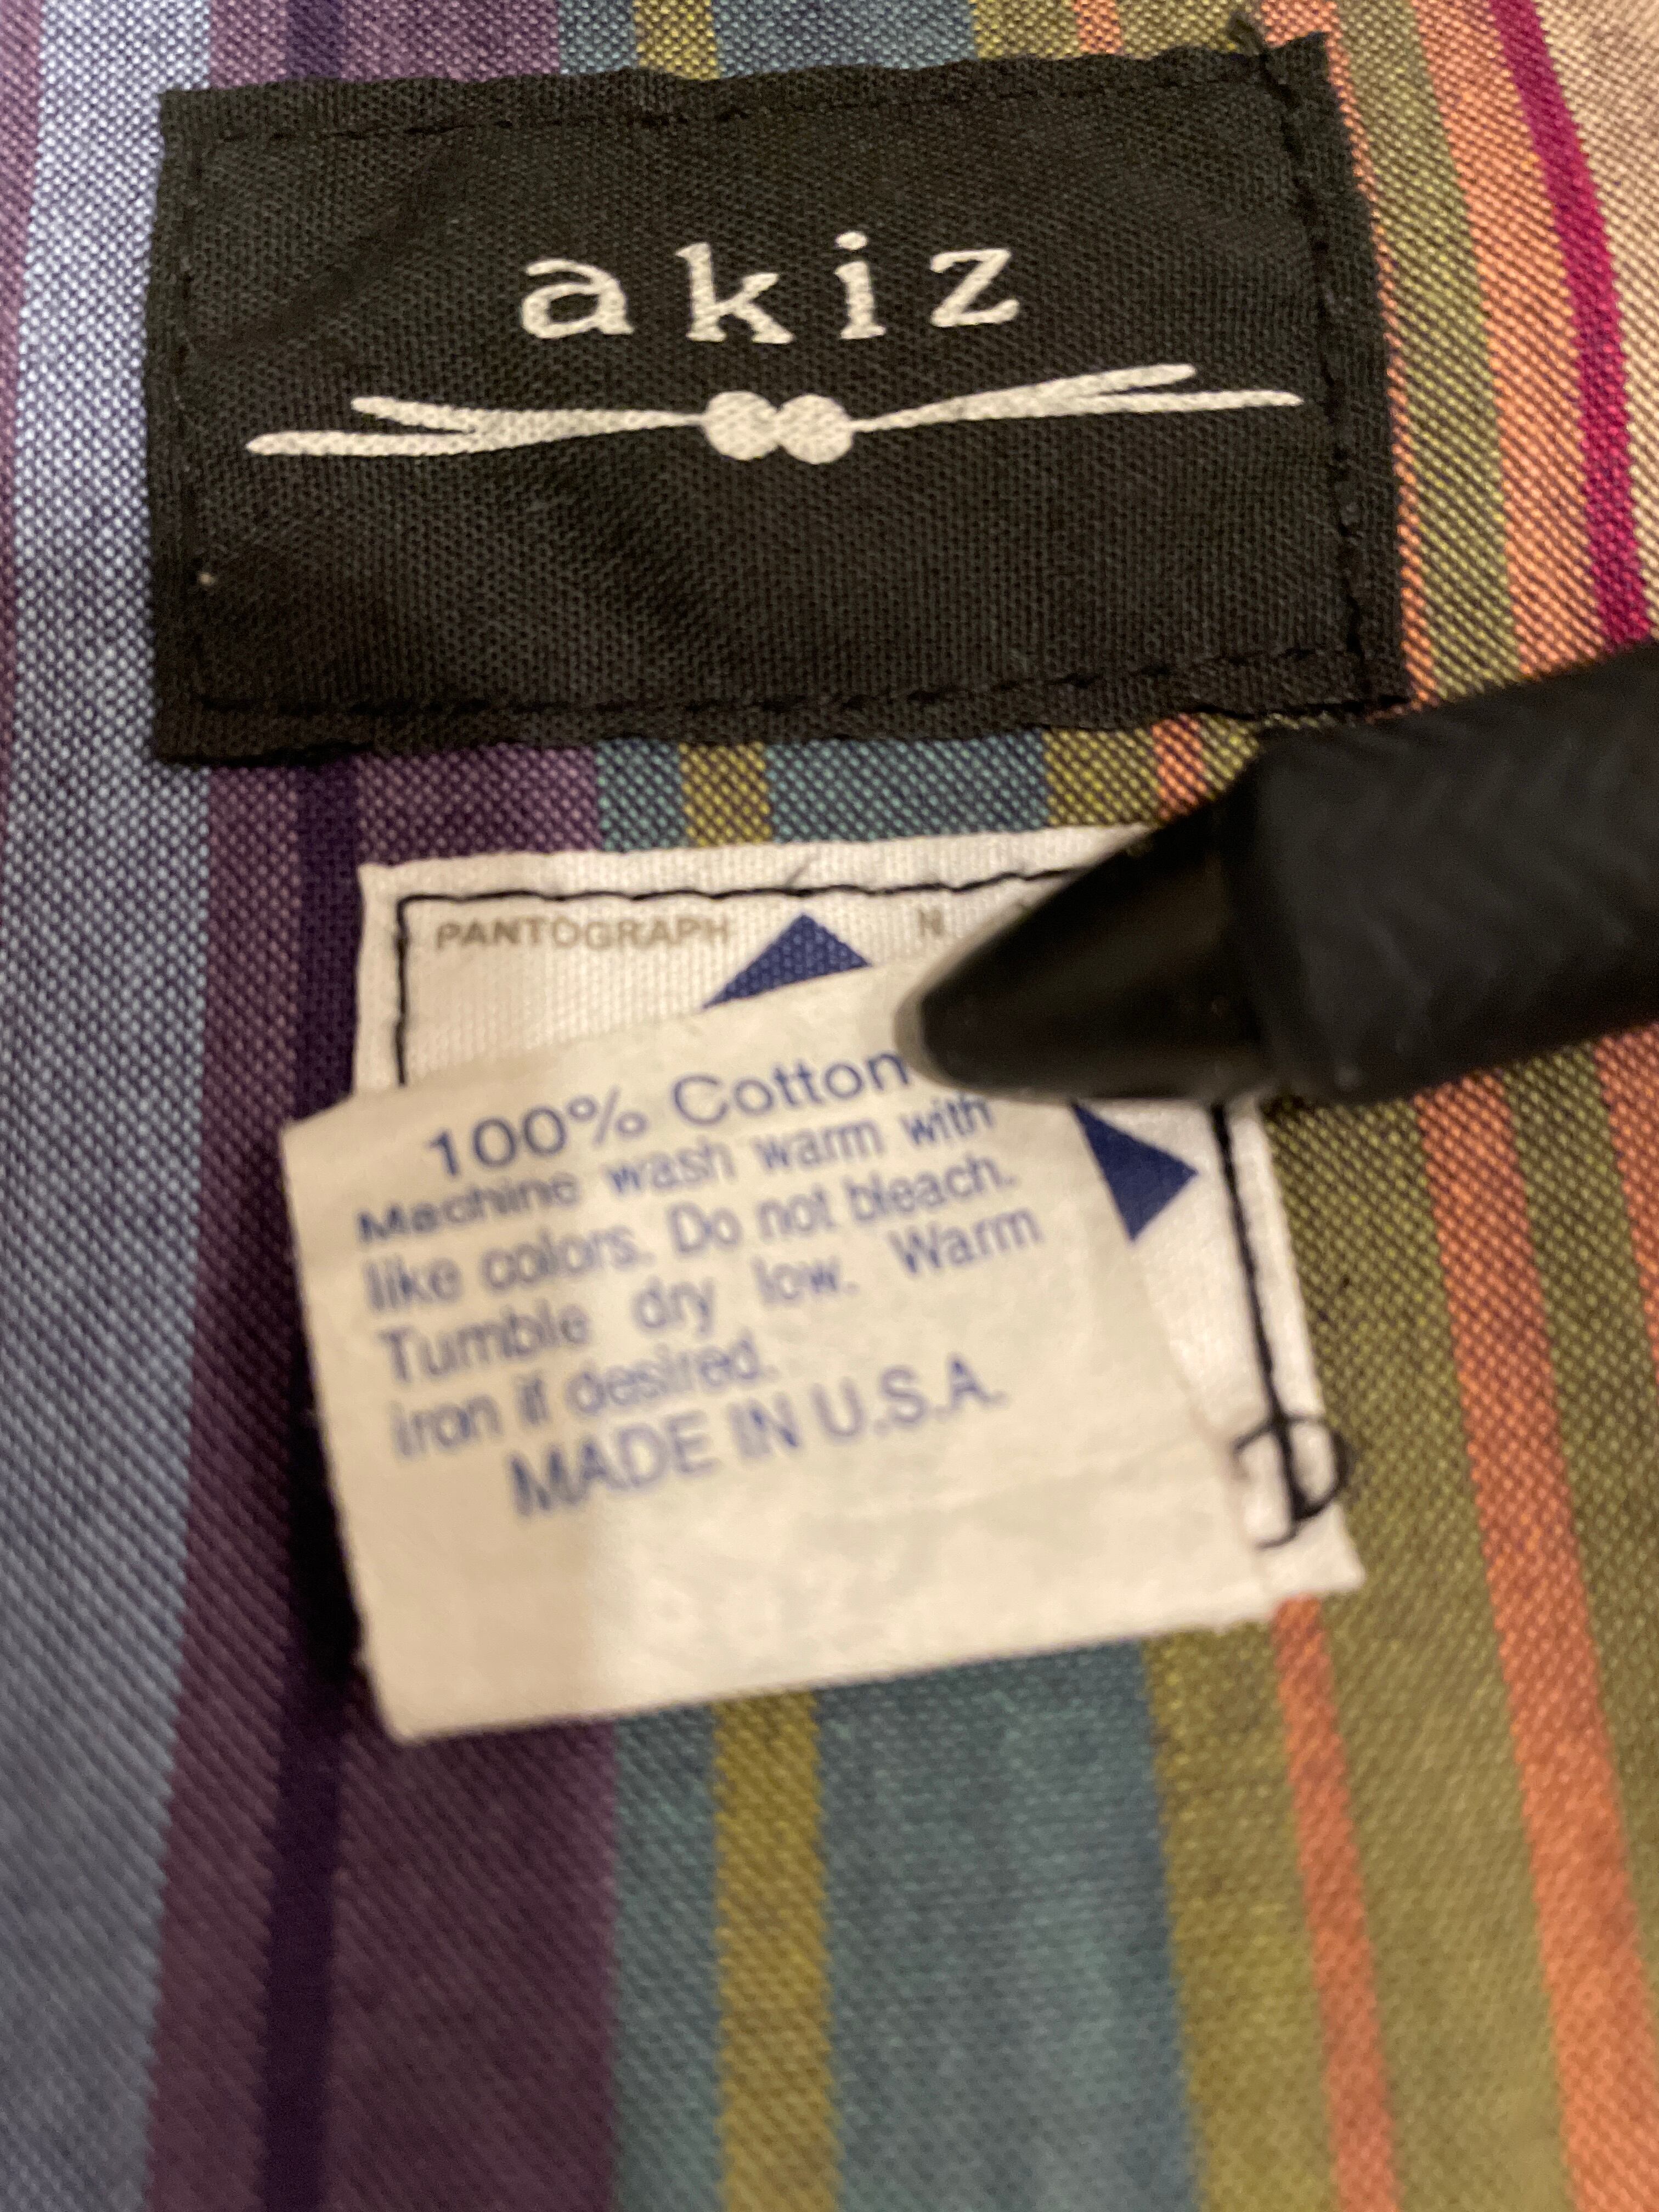 akiz
PANTOGRAPH N
100% Cotton
Machine wash warm with
like colors. Do not bleach.
Tumble dry low. Warm
iron if desired.
MADE IN U.S.A.